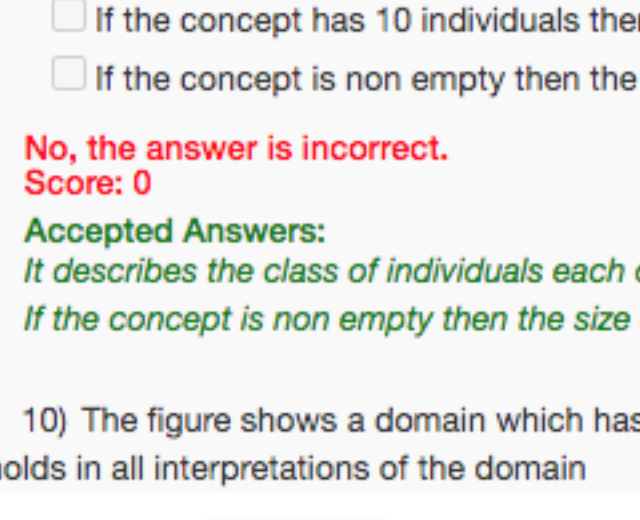 If the concept has 10 individuals
If the concept is non empty then the
No, the answer is incorrect.
Score: 0
Accepted Answers:
It describes the class of individuals each
If the concept is non empty then the size
10) The figure shows a domain which has
holds in all interpretations of the domain